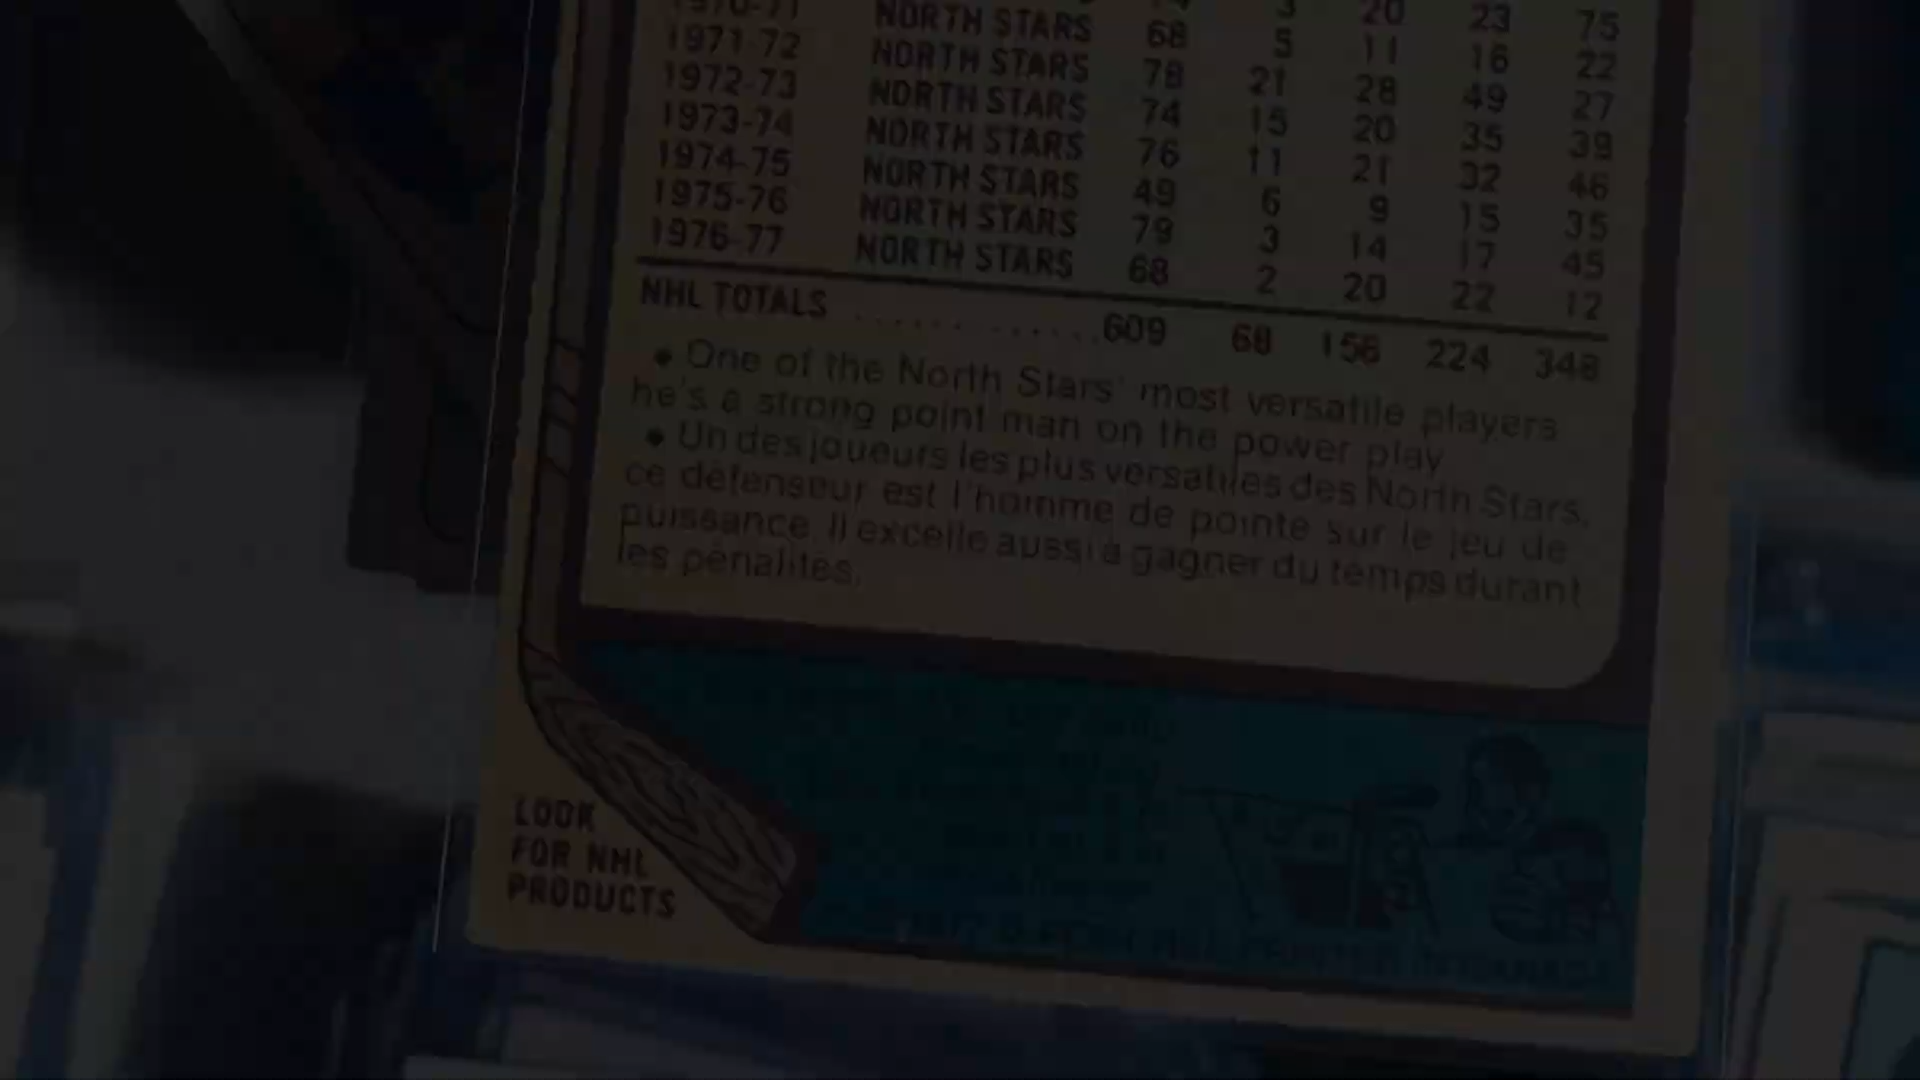 3 20 23 75
1970-71 NORTH STARS 68 5 11 16 22
1971-72 NORTH STARS 78 21 28 49 27
1972-73 NORTH STARS 74 15 20 35 39
1973-74 NORTH STARS 76 11 21 32 46
1974-75 NORTH STARS 49 6 9 15 35
1975-76 NORTH STARS 79 3 14 17 45
1976-77 NORTH STARS 68 2 20 22 12
NHL TOTALS ............. 609 68 156 224 348
• One of the North Stars' most versatile players
he's a strong point man on the power play
• Un des joueurs les plus versatiles des North Stars,
ce défenseur est l'homme de pointe sur le jeu de
puissance. Il excelle aussi à gagner du temps durant
les pénalités.
LOOK
FOR NHL
PRODUCTS